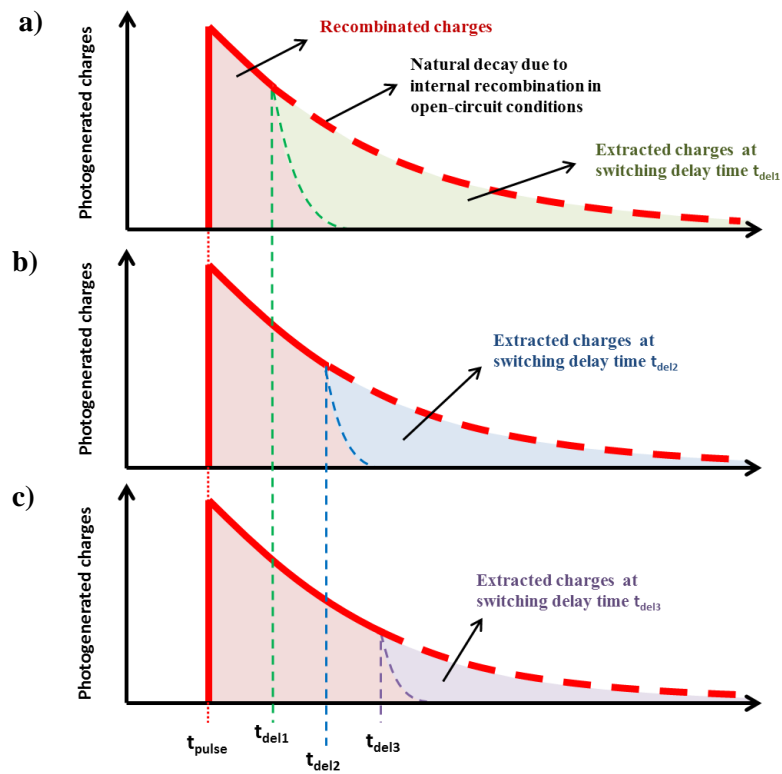 a)
Photogenerated charges
Recombinated charges
Natural decay due to
internal recombination in
open-circuit conditions
Extracted charges at
switching delay time tdel1
b)
Photogenerated charges
Extracted charges at
switching delay time tdel2
c)
Photogenerated charges
Extracted charges at
switching delay time tdel3
tpulse
tdel1
tdel2
tdel3